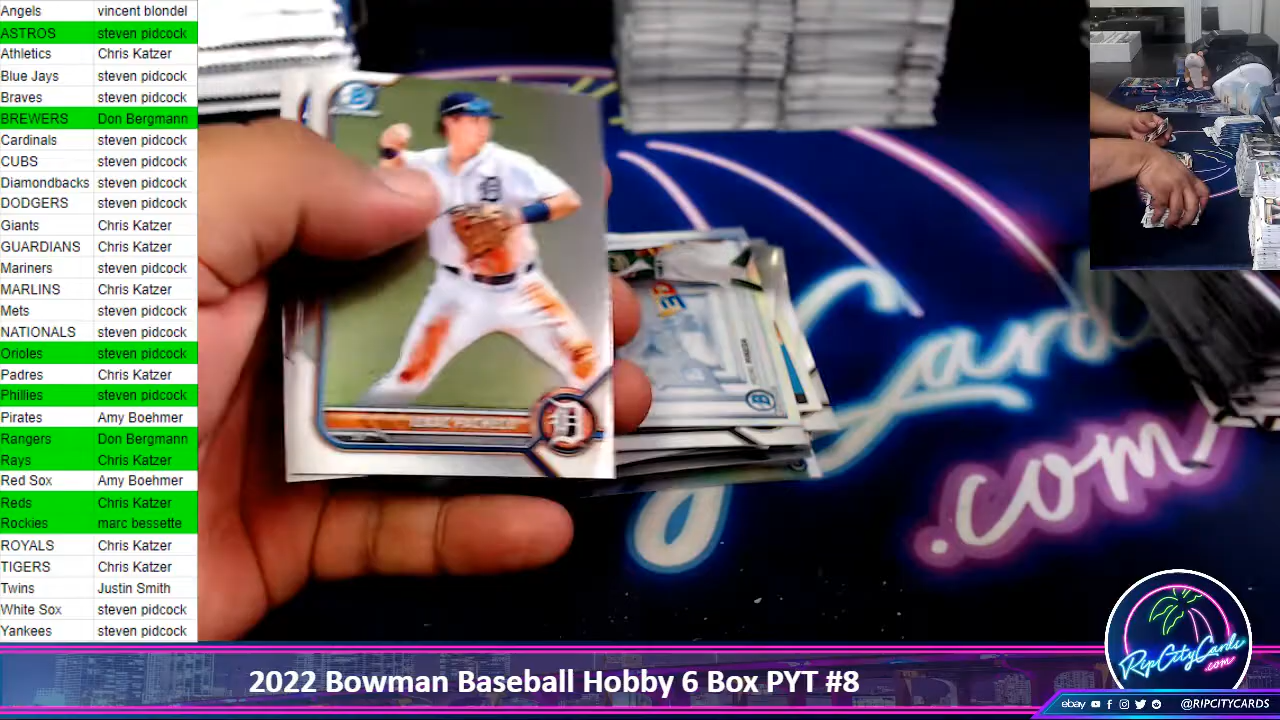 Angels vincent blondel
ASTROS steven pidcock
Athletics Chris Katzer
Blue Jays steven pidcock
Braves steven pidcock
BREWERS Don Bergmann
Cardinals steven pidcock
CUBS steven pidcock
Diamondbacks steven pidcock
DODGERS steven pidcock
Giants Chris Katzer
GUARDIANS Chris Katzer
Mariners steven pidcock
MARLINS Chris Katzer
Mets steven pidcock
NATIONALS steven pidcock
Orioles steven pidcock
Padres Chris Katzer
Phillies steven pidcock
Pirates Amy Boehmer
Rangers Don Bergmann
Rays Chris Katzer
Red Sox Amy Boehmer
Reds Chris Katzer
Rockies marc bessette
ROYALS Chris Katzer
TIGERS Chris Katzer
Twins Justin Smith
White Sox steven pidcock
Yankees steven pidcock
B
D
D
B
Card
.com
RipCityCards
.com
2022 Bowman Baseball Hobby 6 Box PYT #8
ebay @RIPCITYCARDS